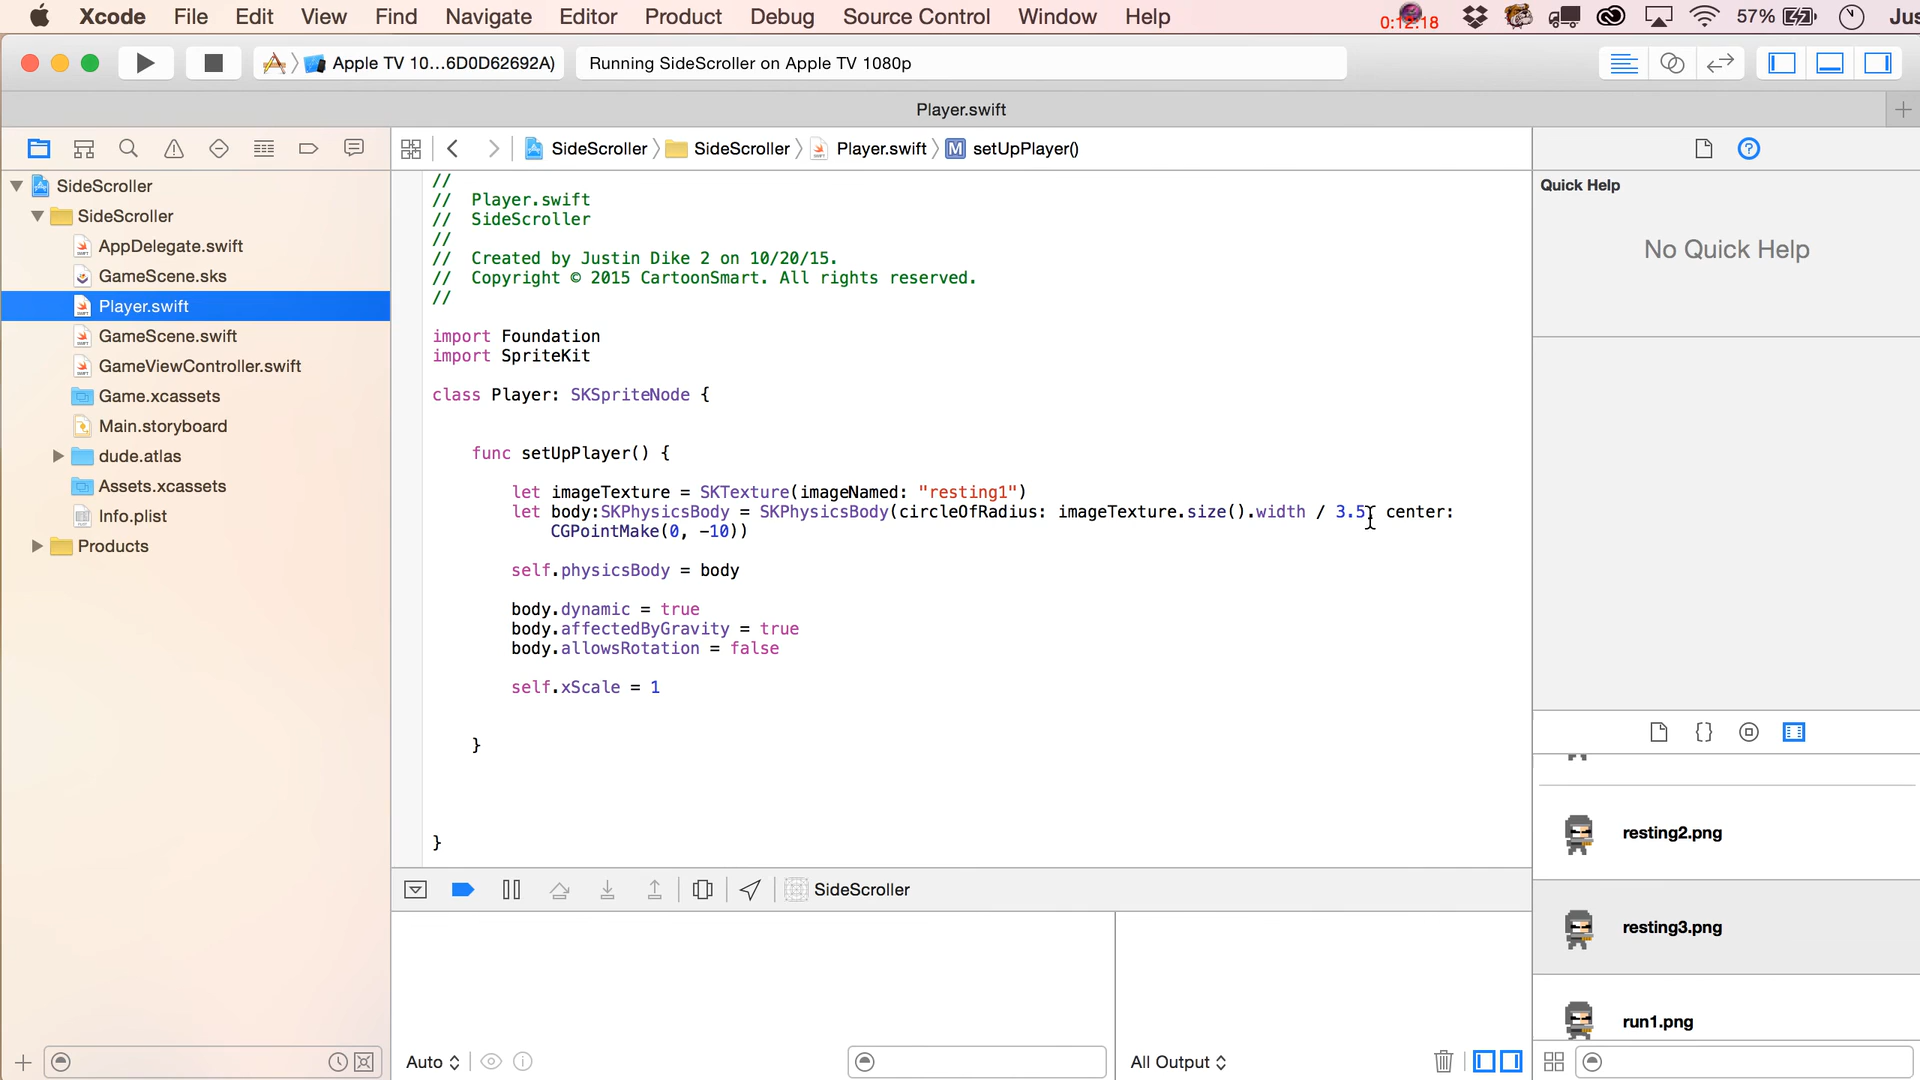 Xcode File Edit View Find Navigate Editor Product Debug Source Control Window Help 0:12:18 57% Jus
Apple TV 10...6D0D62692A) Running SideScroller on Apple TV 1080p
Player.swift
SideScroller SideScroller Player.swift M setUpPlayer()
SideScroller
SideScroller
AppDelegate.swift
GameScene.sks
Player.swift
GameScene.swift
GameViewController.swift
Game.xcassets
Main.storyboard
dude.atlas
Assets.xcassets
Info.plist
Products
//
// Player.swift
// SideScroller
//
// Created by Justin Dike 2 on 10/20/15.
// Copyright © 2015 CartoonSmart. All rights reserved.
//
import Foundation
import SpriteKit
class Player: SKSpriteNode {
func setUpPlayer() {
let imageTexture = SKTexture(imageNamed: "resting1")
let body:SKPhysicsBody = SKPhysicsBody(circleOfRadius: imageTexture.size().width / 3.5, center:
CGPointMake(0, -10))
self.physicsBody = body
body.dynamic = true
body.affectedByGravity = true
body.allowsRotation = false
self.xScale = 1
}
}
Quick Help
No Quick Help
SideScroller
resting2.png
resting3.png
run1.png
Auto
All Output